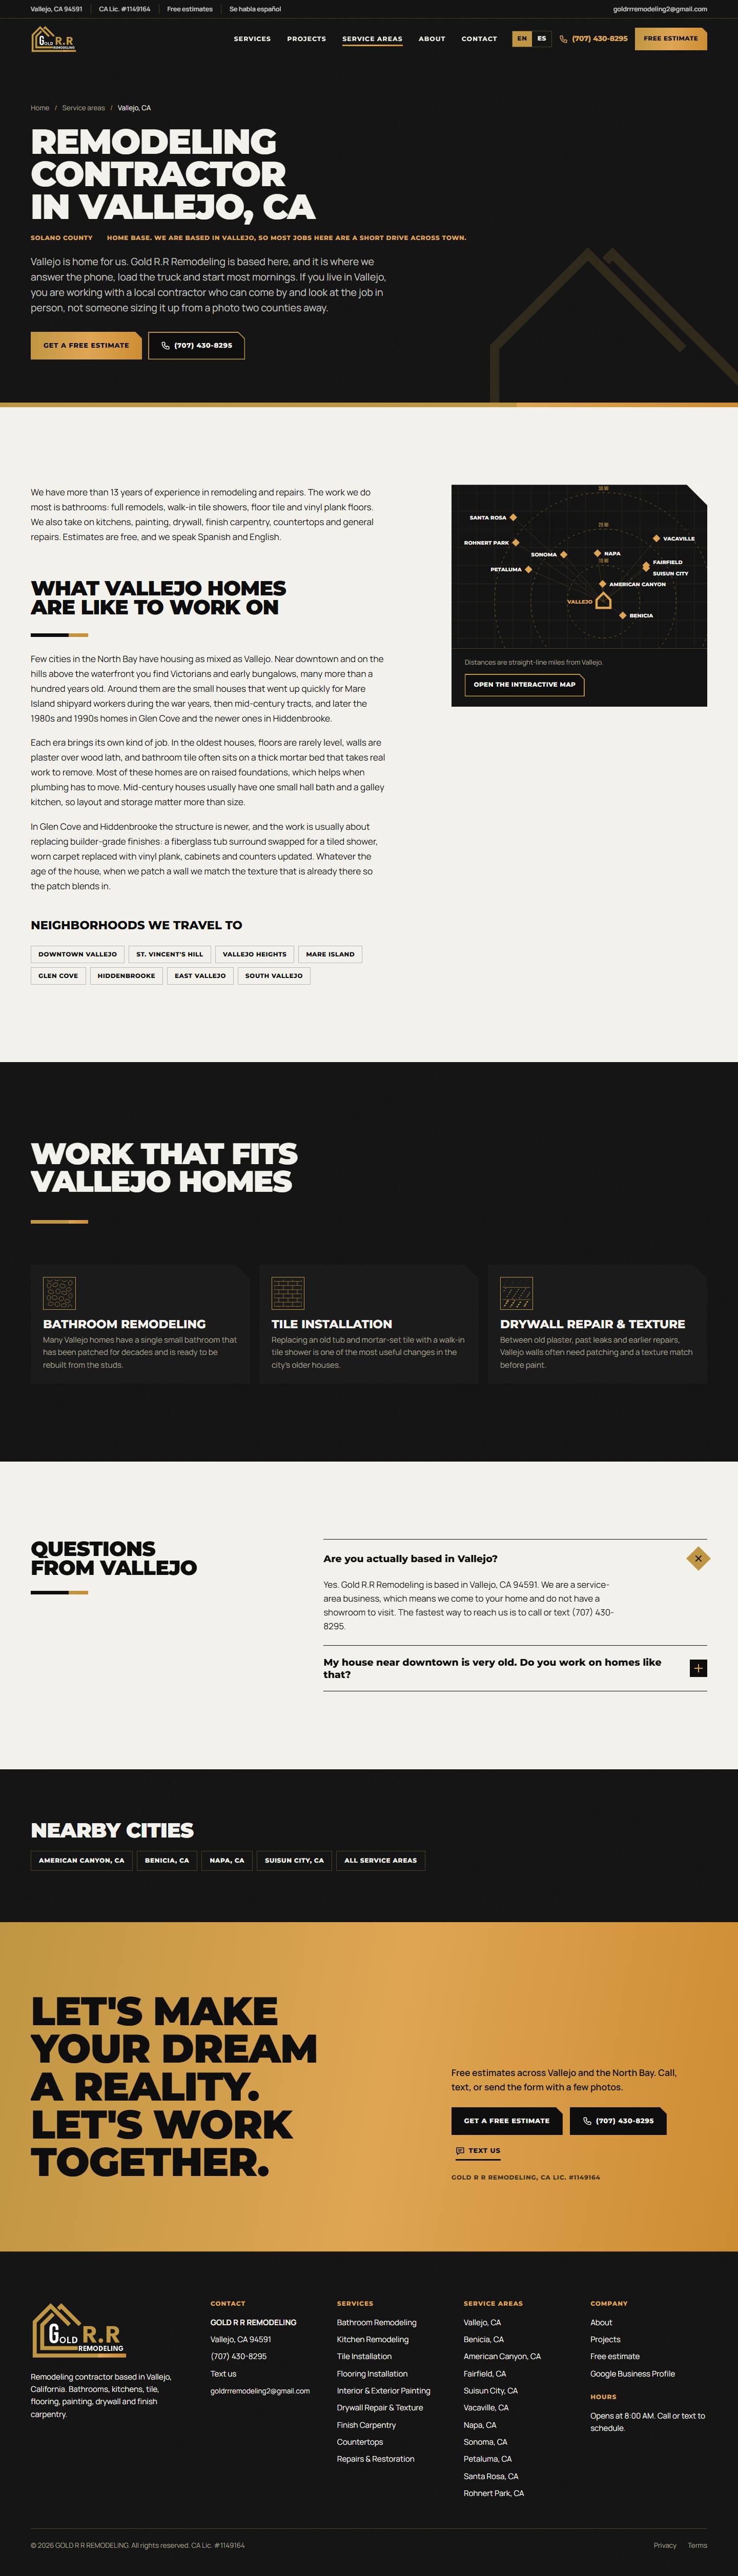 Vallejo, CA 94591
CA Lic. #1149164
Free estimates
Se habla español
goldrrremodeling2@gmail.com
GOLD R.R
REMODELING
SERVICES
PROJECTS
SERVICE AREAS
ABOUT
CONTACT
EN
ES
(707) 430-8295
FREE ESTIMATE
Home / Service areas / Vallejo, CA
REMODELING
CONTRACTOR
IN VALLEJO, CA
SOLANO COUNTY
HOME BASE. WE ARE BASED IN VALLEJO, SO MOST JOBS HERE ARE A SHORT DRIVE ACROSS TOWN.
Vallejo is home for us. Gold R.R Remodeling is based here, and it is where we
answer the phone, load the truck and start most mornings. If you live in Vallejo,
you are working with a local contractor who can come by and look at the job in
person, not someone sizing it up from a photo two counties away.
GET A FREE ESTIMATE
(707) 430-8295
We have more than 13 years of experience in remodeling and repairs. The work we do
most is bathrooms: full remodels, walk-in tile showers, floor tile and vinyl plank floors.
We also take on kitchens, painting, drywall, finish carpentry, countertops and general
repairs. Estimates are free, and we speak Spanish and English.
WHAT VALLEJO HOMES
ARE LIKE TO WORK ON
Few cities in the North Bay have housing as mixed as Vallejo. Near downtown and on the
hills above the waterfront you find Victorians and early bungalows, many more than a
hundred years old. Around them are the small houses that went up quickly for Mare
Island shipyard workers during the war years, then mid-century tracts, and later the
1980s and 1990s homes in Glen Cove and the newer ones in Hiddenbrooke.
Each era brings its own kind of job. In the oldest houses, floors are rarely level, walls are
plaster over wood lath, and bathroom tile often sits on a thick mortar bed that takes real
work to remove. Most of these homes are on raised foundations, which helps when
plumbing has to move. Mid-century houses usually have one small hall bath and a galley
kitchen, so layout and storage matter more than size.
In Glen Cove and Hiddenbrooke the structure is newer, and the work is usually about
replacing builder-grade finishes: a fiberglass tub surround swapped for a tiled shower,
worn carpet replaced with vinyl plank, cabinets and counters updated. Whatever the
age of the house, when we patch a wall we match the texture that is already there so
the patch blends in.
NEIGHBORHOODS WE TRAVEL TO
DOWNTOWN VALLEJO
ST. VINCENT'S HILL
VALLEJO HEIGHTS
MARE ISLAND
GLEN COVE
HIDDENBROOKE
EAST VALLEJO
SOUTH VALLEJO
30 MI
SANTA ROSA
20 MI
ROHNERT PARK
VACAVILLE
SONOMA
NAPA
10 MI
FAIRFIELD
PETALUMA
SUISUN CITY
AMERICAN CANYON
VALLEJO
BENICIA
Distances are straight-line miles from Vallejo.
OPEN THE INTERACTIVE MAP
WORK THAT FITS
VALLEJO HOMES
BATHROOM REMODELING
Many Vallejo homes have a single small bathroom that
has been patched for decades and is ready to be
rebuilt from the studs.
TILE INSTALLATION
Replacing an old tub and mortar-set tile with a walk-in
tile shower is one of the most useful changes in the
city's older houses.
DRYWALL REPAIR & TEXTURE
Between old plaster, past leaks and earlier repairs,
Vallejo walls often need patching and a texture match
before paint.
QUESTIONS
FROM VALLEJO
Are you actually based in Vallejo?
Yes. Gold R.R Remodeling is based in Vallejo, CA 94591. We are a service-
area business, which means we come to your home and do not have a
showroom to visit. The fastest way to reach us is to call or text (707) 430-
8295.
My house near downtown is very old. Do you work on homes like
that?
NEARBY CITIES
AMERICAN CANYON, CA
BENICIA, CA
NAPA, CA
SUISUN CITY, CA
ALL SERVICE AREAS
LET'S MAKE
YOUR DREAM
A REALITY.
LET'S WORK
TOGETHER.
Free estimates across Vallejo and the North Bay. Call,
text, or send the form with a few photos.
GET A FREE ESTIMATE
(707) 430-8295
TEXT US
GOLD R R REMODELING, CA LIC. #1149164
GOLD R.R
REMODELING
Remodeling contractor based in Vallejo,
California. Bathrooms, kitchens, tile,
flooring, painting, drywall and finish
carpentry.
CONTACT
GOLD R R REMODELING
Vallejo, CA 94591
(707) 430-8295
Text us
goldrrremodeling2@gmail.com
SERVICES
Bathroom Remodeling
Kitchen Remodeling
Tile Installation
Flooring Installation
Interior & Exterior Painting
Drywall Repair & Texture
Finish Carpentry
Countertops
Repairs & Restoration
SERVICE AREAS
Vallejo, CA
Benicia, CA
American Canyon, CA
Fairfield, CA
Suisun City, CA
Vacaville, CA
Napa, CA
Sonoma, CA
Petaluma, CA
Santa Rosa, CA
Rohnert Park, CA
COMPANY
About
Projects
Free estimate
Google Business Profile
HOURS
Opens at 8:00 AM. Call or text to
schedule.
© 2026 GOLD R R REMODELING. All rights reserved. CA Lic. #1149164
Privacy
Terms